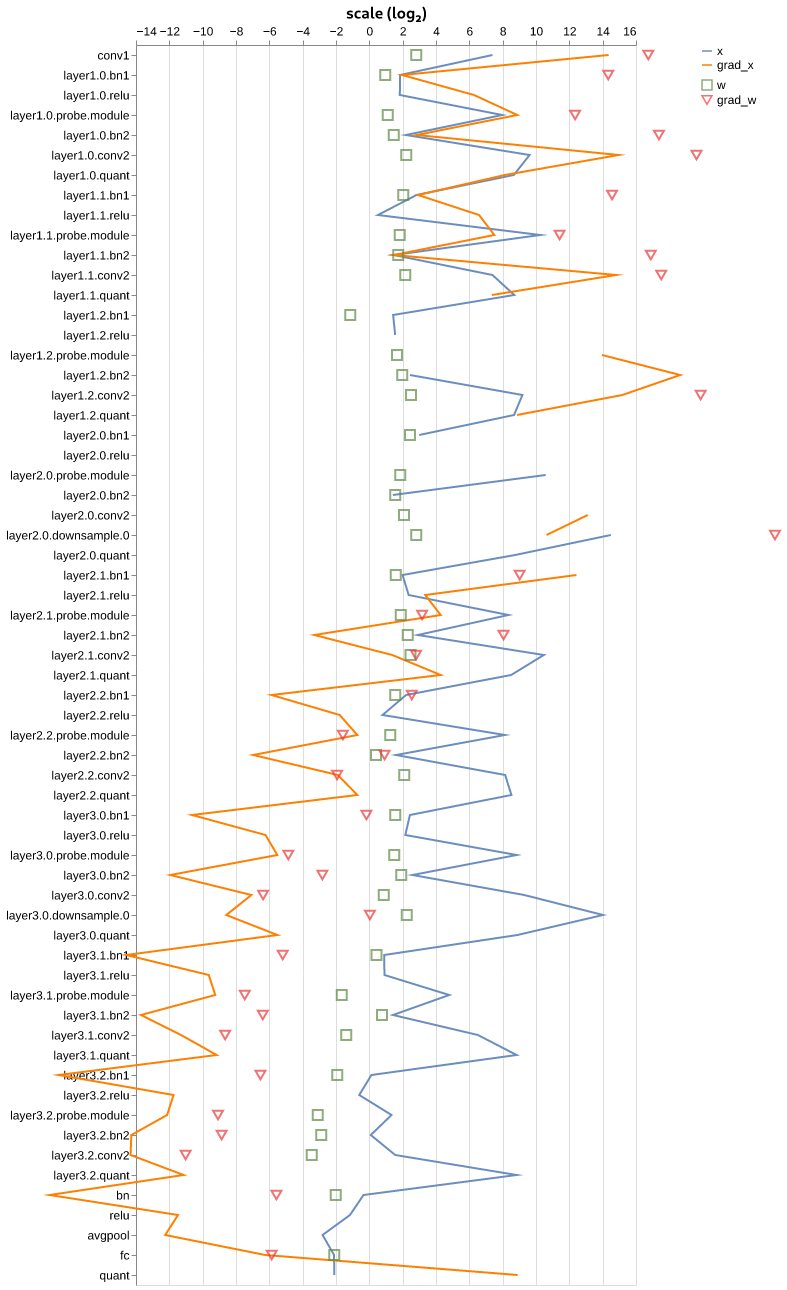 scale (log₂)
−14 −12 −10 −8 −6 −4 −2 0 2 4 6 8 10 12 14 16
x
grad_x
w
grad_w
conv1
layer1.0.bn1
layer1.0.relu
layer1.0.probe.module
layer1.0.bn2
layer1.0.conv2
layer1.0.quant
layer1.1.bn1
layer1.1.relu
layer1.1.probe.module
layer1.1.bn2
layer1.1.conv2
layer1.1.quant
layer1.2.bn1
layer1.2.relu
layer1.2.probe.module
layer1.2.bn2
layer1.2.conv2
layer1.2.quant
layer2.0.bn1
layer2.0.relu
layer2.0.probe.module
layer2.0.bn2
layer2.0.conv2
layer2.0.downsample.0
layer2.0.quant
layer2.1.bn1
layer2.1.relu
layer2.1.probe.module
layer2.1.bn2
layer2.1.conv2
layer2.1.quant
layer2.2.bn1
layer2.2.relu
layer2.2.probe.module
layer2.2.bn2
layer2.2.conv2
layer2.2.quant
layer3.0.bn1
layer3.0.relu
layer3.0.probe.module
layer3.0.bn2
layer3.0.conv2
layer3.0.downsample.0
layer3.0.quant
layer3.1.bn1
layer3.1.relu
layer3.1.probe.module
layer3.1.bn2
layer3.1.conv2
layer3.1.quant
layer3.2.bn1
layer3.2.relu
layer3.2.probe.module
layer3.2.bn2
layer3.2.conv2
layer3.2.quant
bn
relu
avgpool
fc
quant